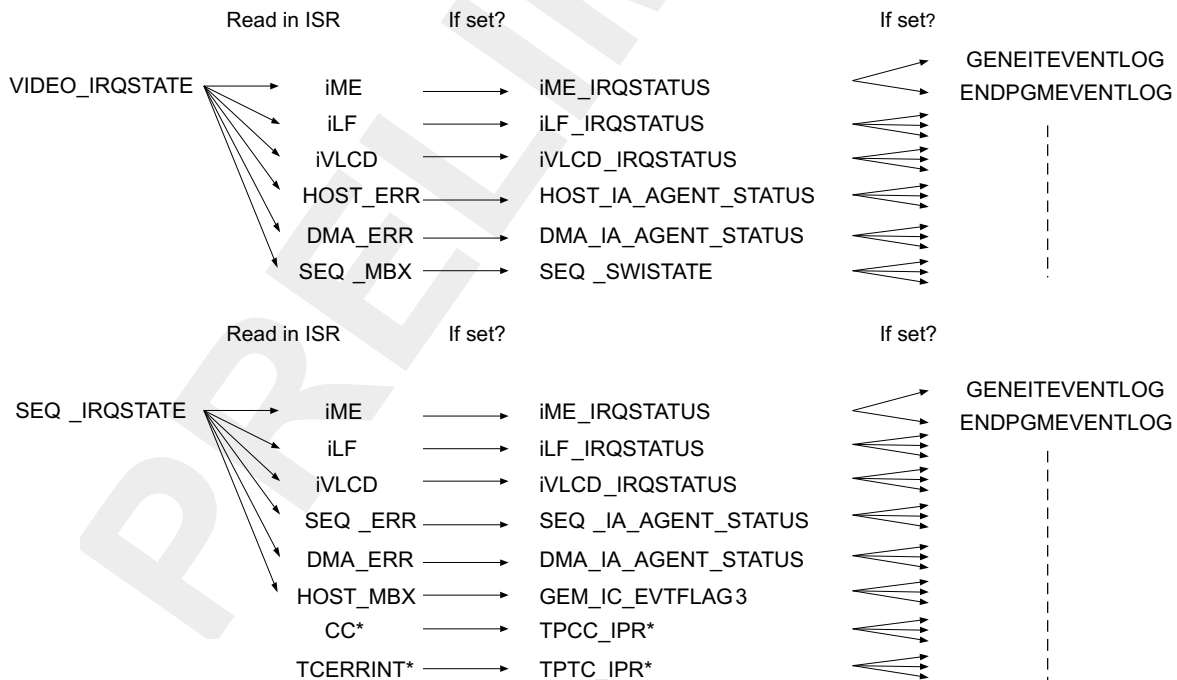 Read in ISR If set? If set?
VIDEO_IRQSTATE iME iME_IRQSTATUS GENEITEVENTLOG
ENDPGMEVENTLOG
iLF iLF_IRQSTATUS
iVLCD iVLCD_IRQSTATUS
HOST_ERR HOST_IA_AGENT_STATUS
DMA_ERR DMA_IA_AGENT_STATUS
SEQ _MBX SEQ _SWISTATE
Read in ISR If set? If set?
SEQ _IRQSTATE iME iME_IRQSTATUS GENEITEVENTLOG
ENDPGMEVENTLOG
iLF iLF_IRQSTATUS
iVLCD iVLCD_IRQSTATUS
SEQ _ERR SEQ _IA_AGENT_STATUS
DMA_ERR DMA_IA_AGENT_STATUS
HOST_MBX GEM_IC_EVTFLAG3
CC* TPCC_IPR*
TCERRINT* TPTC_IPR*
PRELIM